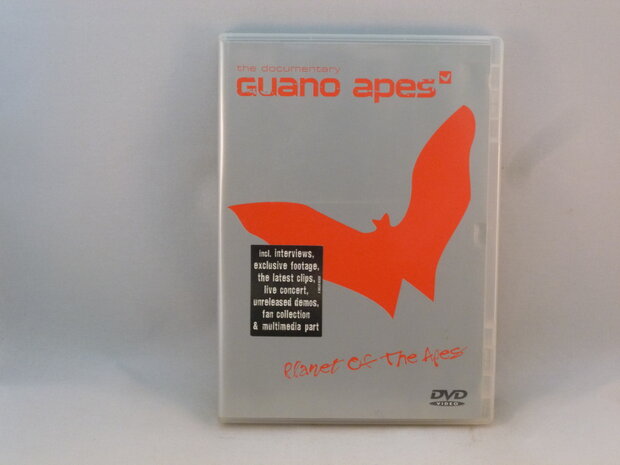 the documentary
GUANO APES
incl. interviews,
exclusive footage,
the latest clips,
live concert,
unreleased demos,
fan collection
& multimedia part
Planet Of The Apes
DVD
VIDEO